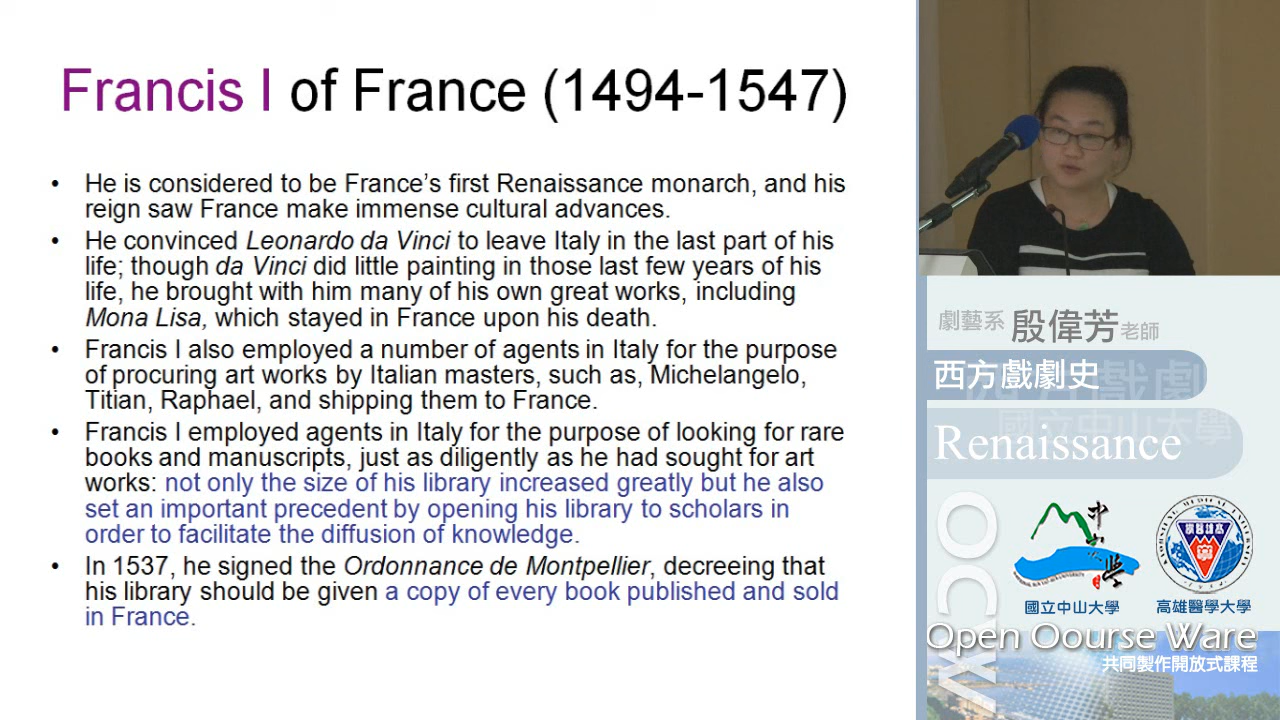 Francis I of France (1494-1547)
• He is considered to be France's first Renaissance monarch, and his
reign saw France make immense cultural advances.
• He convinced Leonardo da Vinci to leave Italy in the last part of his
life; though da Vinci did little painting in those last few years of his
life, he brought with him many of his own great works, including
Mona Lisa, which stayed in France upon his death.
• Francis I also employed a number of agents in Italy for the purpose
of procuring art works by Italian masters, such as, Michelangelo,
Titian, Raphael, and shipping them to France.
• Francis I employed agents in Italy for the purpose of looking for rare
books and manuscripts, just as diligently as he had sought for art
works: not only the size of his library increased greatly but he also
set an important precedent by opening his library to scholars in
order to facilitate the diffusion of knowledge.
• In 1537, he signed the Ordonnance de Montpellier, decreeing that
his library should be given a copy of every book published and sold
in France.
劇藝系 殷偉芳老師
西方戲劇史
Renaissance
OCW
國立中山大學
高雄醫學大學
Open Oourse Ware
共同製作開放式課程